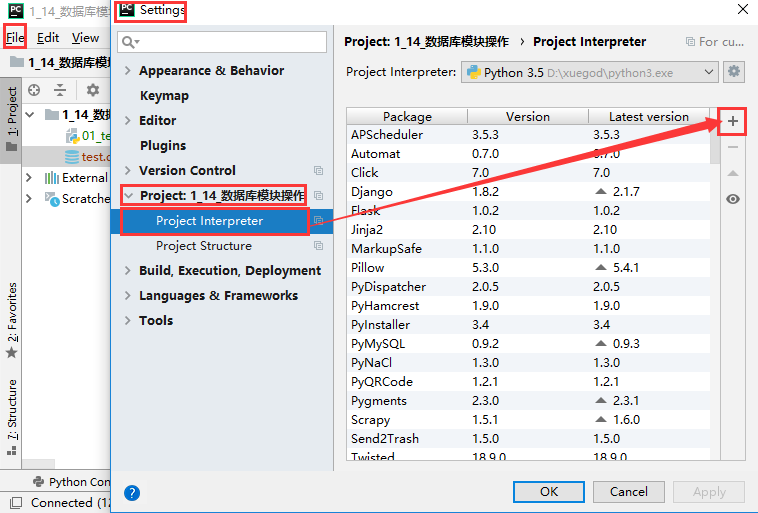 PC 1_14_数据库模块操作
File Edit View
1_14_数据
1: Project
1_14_数据
01_te
test.d
External
Scratche
2: Favorites
7: Structure
Python Con
Connected (12
PC Settings
Appearance & Behavior
Keymap
Editor
Plugins
Version Control
Project: 1_14_数据库模块操作
Project Interpreter
Project Structure
Build, Execution, Deployment
Languages & Frameworks
Tools
Project: 1_14_数据库模块操作 › Project Interpreter For cu...
Project Interpreter: Python 3.5 D:\xuegod\python3.exe
Package Version Latest version
APScheduler 3.5.3 3.5.3
Automat 0.7.0 0.7.0
Click 7.0 7.0
Django 1.8.2 2.1.7
Flask 1.0.2 1.0.2
Jinja2 2.10 2.10
MarkupSafe 1.1.0 1.1.0
Pillow 5.3.0 5.4.1
PyDispatcher 2.0.5 2.0.5
PyHamcrest 1.9.0 1.9.0
PyInstaller 3.4 3.4
PyMySQL 0.9.2 0.9.3
PyNaCl 1.3.0 1.3.0
PyQRCode 1.2.1 1.2.1
Pygments 2.3.0 2.3.1
Scrapy 1.5.1 1.6.0
Send2Trash 1.5.0 1.5.0
Twisted 18.9.0 18.9.0
? OK Cancel Apply